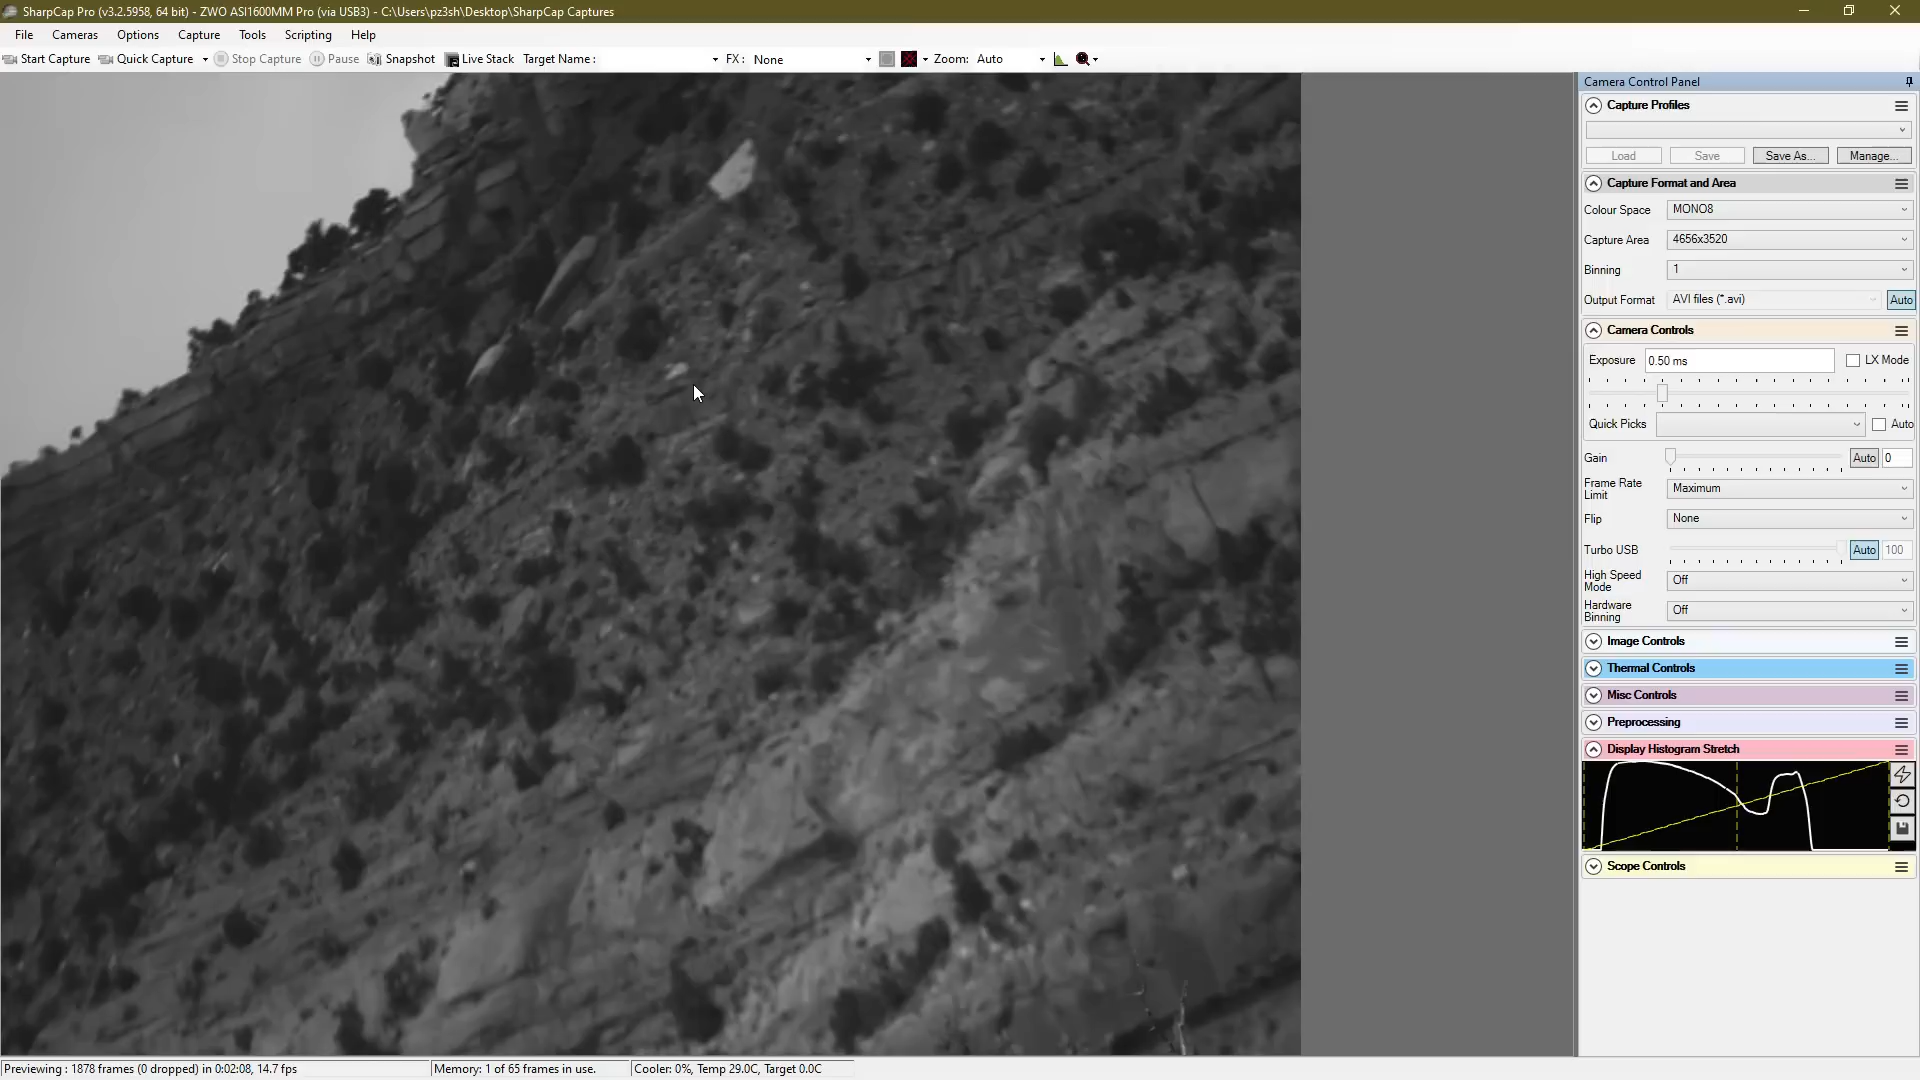 SharpCap Pro (v3.2.5958, 64 bit) - ZWO ASI1600MM Pro (via USB3) - C:\Users\pz3sh\Desktop\SharpCap Captures
File Cameras Options Capture Tools Scripting Help
Start Capture Quick Capture Stop Capture Pause Snapshot Live Stack Target Name : FX : None Zoom: Auto
Camera Control Panel
Capture Profiles
Load Save Save As... Manage...
Capture Format and Area
Colour Space MONO8
Capture Area 4656x3520
Binning 1
Output Format AVI files (*.avi) Auto
Camera Controls
Exposure 0.50 ms LX Mode
Quick Picks Auto
Gain Auto 0
Frame Rate Limit Maximum
Flip None
Turbo USB Auto 100
High Speed Mode Off
Hardware Binning Off
Image Controls
Thermal Controls
Misc Controls
Preprocessing
Display Histogram Stretch
Scope Controls
Previewing : 1878 frames (0 dropped) in 0:02:08, 14.7 fps Memory: 1 of 65 frames in use. Cooler: 0%, Temp 29.0C, Target 0.0C